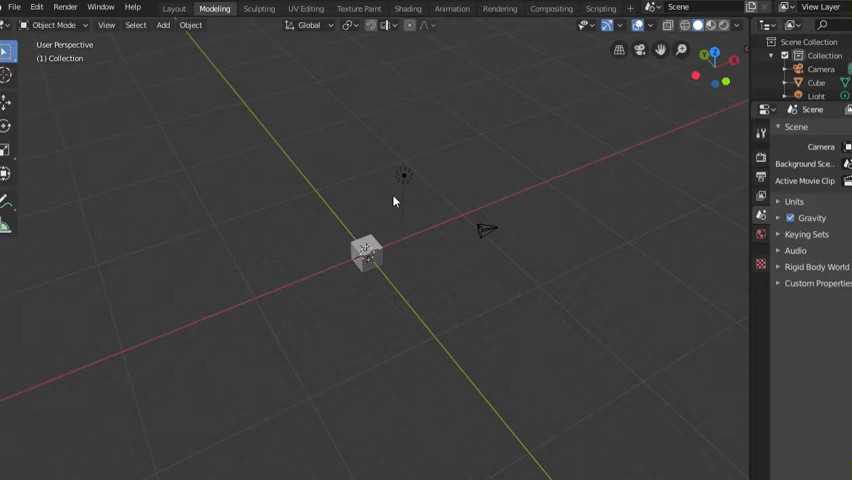 File Edit Render Window Help Layout Modeling Sculpting UV Editing Texture Paint Shading Animation Rendering Compositing Scripting + Scene View Layer
Object Mode View Select Add Object Global
User Perspective
(1) Collection
Z
Y
X
Scene Collection
Collection
Camera
Cube
Light
Scene
Scene
Camera
Background Sce..
Active Movie Clip
Units
Gravity
Keying Sets
Audio
Rigid Body World
Custom Properties